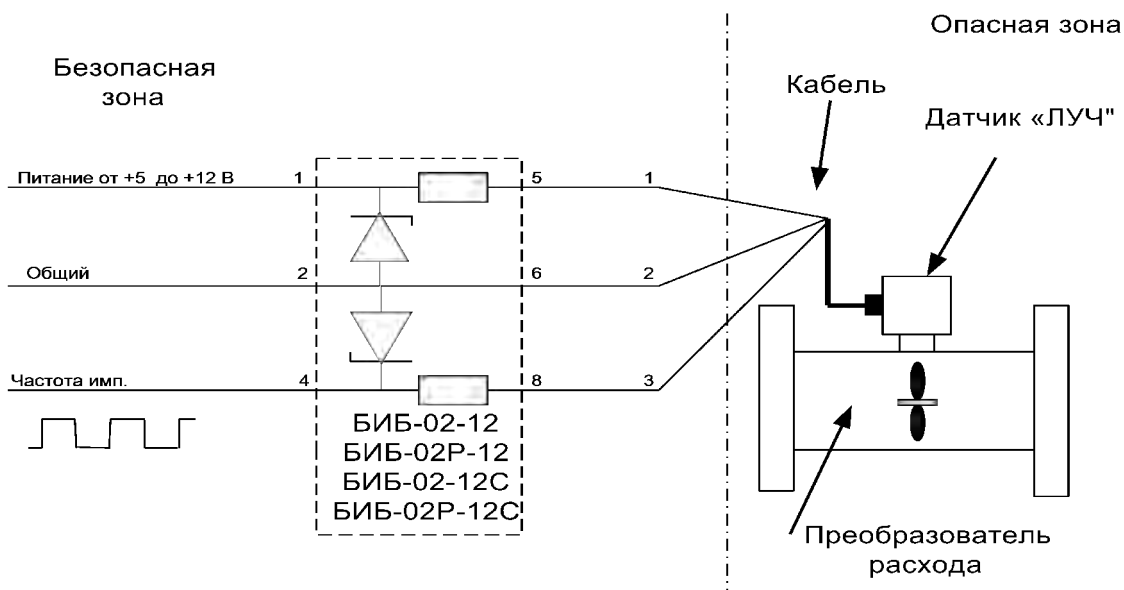 Опасная зона
Безопасная
зона
Кабель
Датчик «ЛУЧ"
Питание от +5 до +12 В
1
5
1
Общий
2
6
2
Частота имп.
4
8
3
БИБ-02-12
БИБ-02Р-12
БИБ-02-12С
БИБ-02Р-12С
Преобразователь
расхода